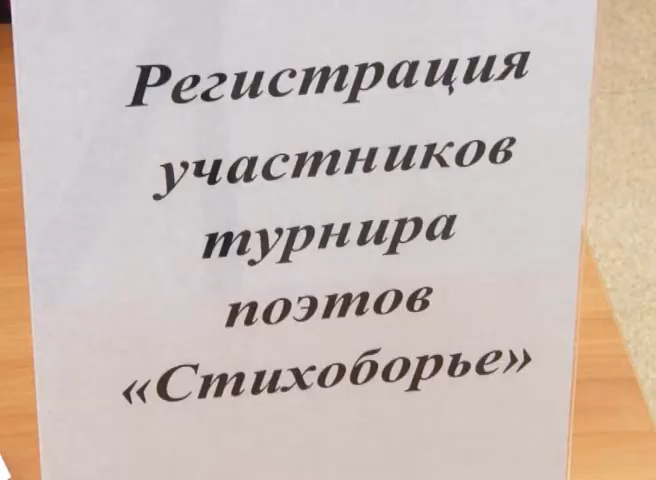 Регистрация
участников
турнира
поэтов
«Стихоборье»